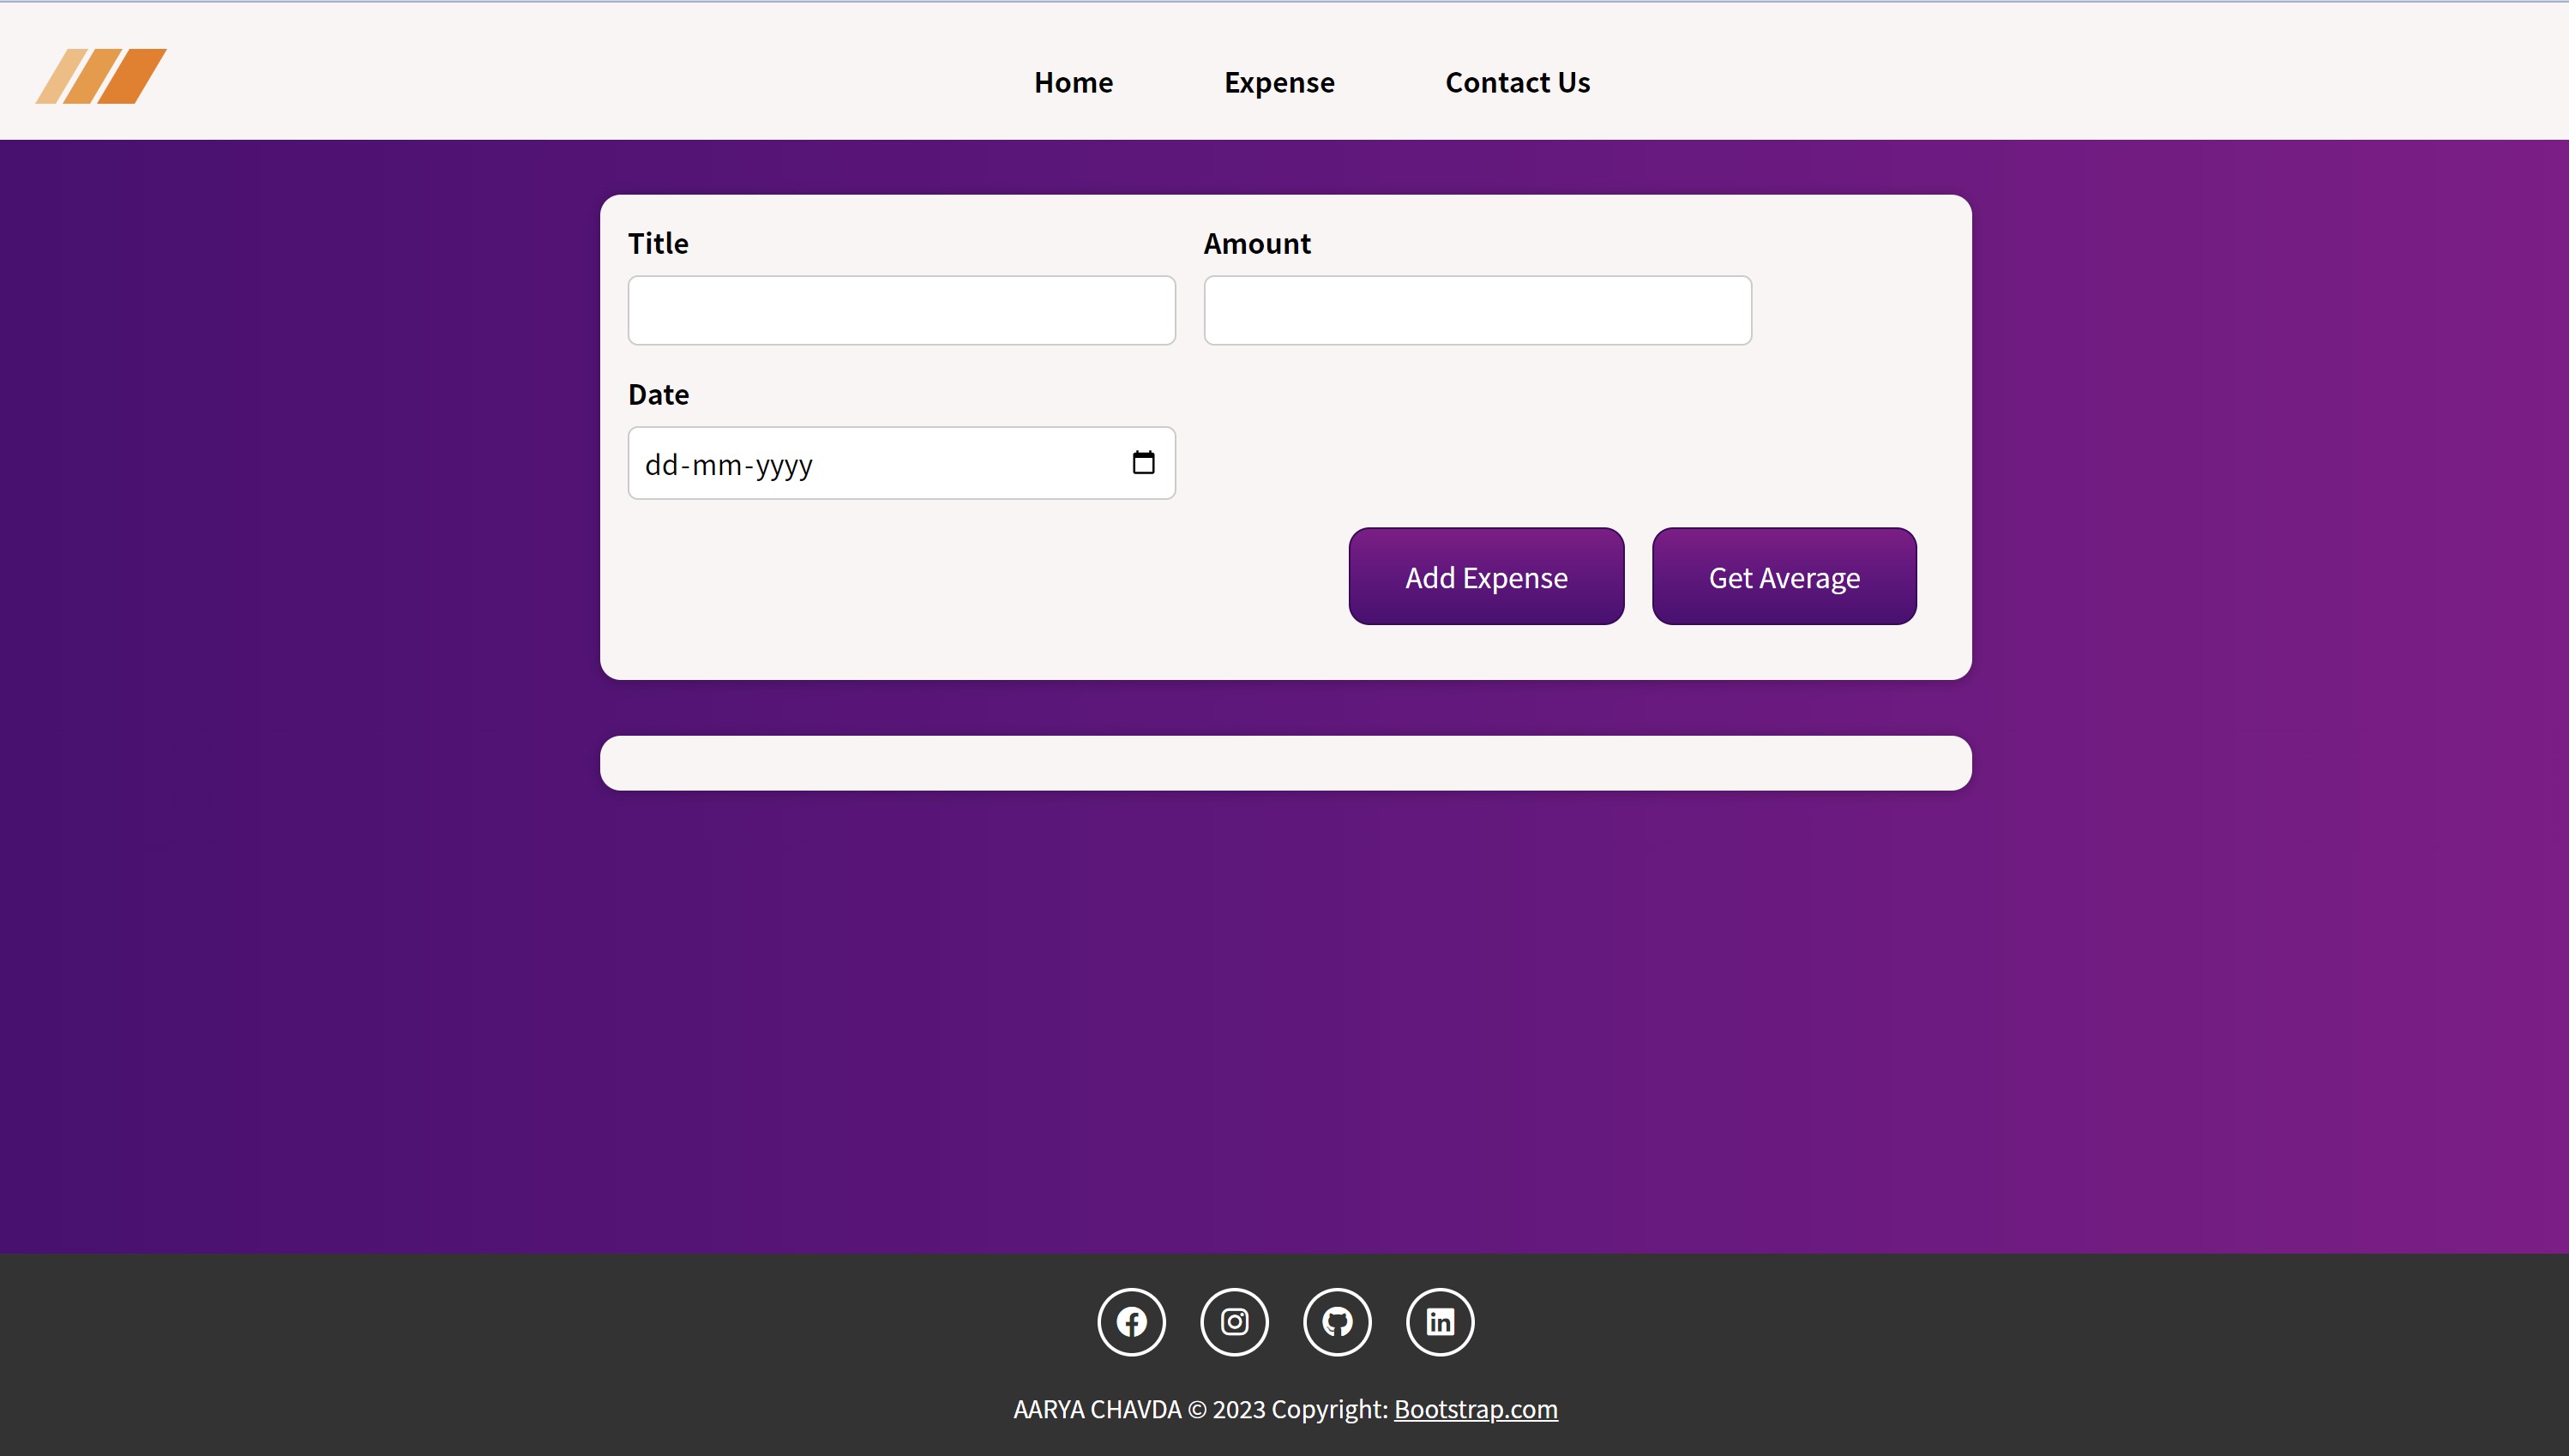 Home Expense Contact Us
Title Amount
Date
dd-mm-yyyy
Add Expense Get Average
AARYA CHAVDA © 2023 Copyright: Bootstrap.com